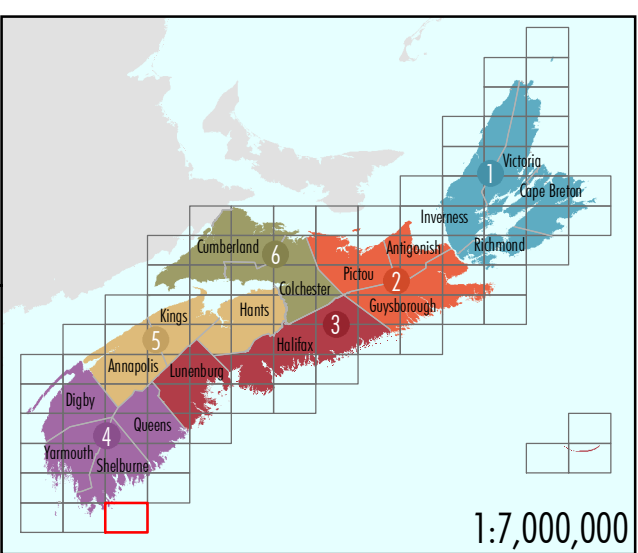 Victoria
1
Cape Breton
Inverness
Richmond
Cumberland
6
Antigonish
Pictou
2
Colchester
Guysborough
Kings
Hants
3
5
Halifax
Annapolis
Lunenburg
Digby
Queens
4
Yarmouth
Shelburne
1:7,000,000